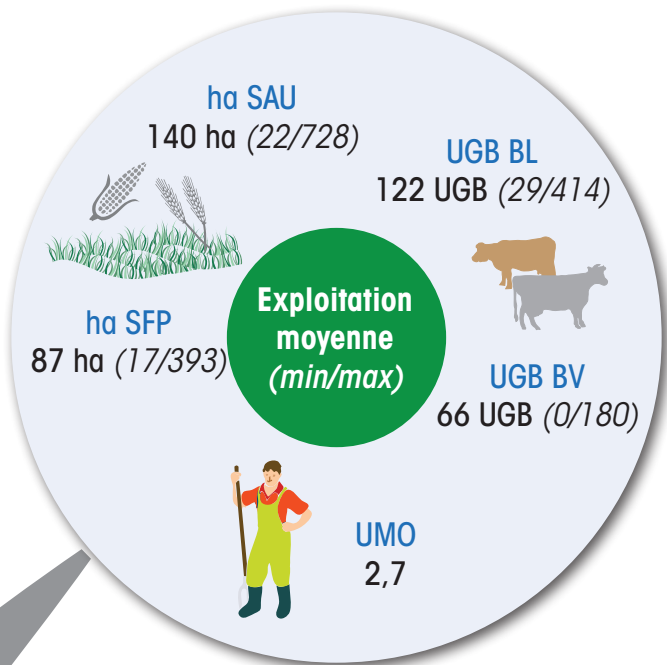 ha SAU
140 ha (22/728)
UGB BL
122 UGB (29/414)
Exploitation
moyenne
(min/max)
ha SFP
87 ha (17/393)
UGB BV
66 UGB (0/180)
UMO
2,7